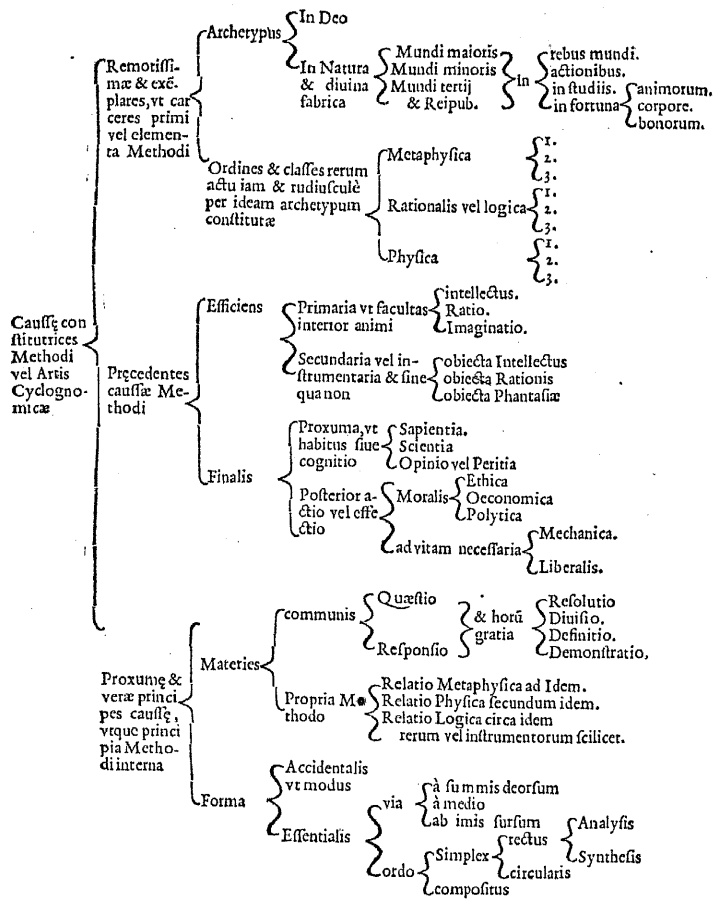 In Deo
Archetypus
Remotissi-
mæ & exē-
plares, vt car
ceres primi
vel elemen-
ta Methodi
In Natura
& diuina
fabrica
Mundi maioris
Mundi minoris
Mundi tertij
& Reipub.
in
rebus mundi.
actionibus.
in studiis.
in fortuna
animorum.
corpore.
bonorum.
Ordines & classes rerum
actu iam & rudiusculè
per ideam archetypum
constitutæ
Metaphysica
1.
2.
3.
Rationalis vel logica
1.
2.
3.
Physica
1.
2.
3.
Caussę con
stitutrices
Methodi
vel Artis
Cyclogno-
micæ
Pręcedentes
caussæ Me-
thodi
Efficiens
Primaria vt facultas
interior animi
intellectus.
Ratio.
Imaginatio.
Secundaria vel in-
strumentaria & sine
qua non
obiecta Intellectus
obiecta Rationis
obiecta Phantasiæ
Finalis
Proxuma, vt
habitus siue
cognitio
Sapientia.
Scientia
Opinio vel Peritia
Posterior a-
ctio vel effe
ctio
Moralis
Ethica
Oeconomica
Polytica
ad vitam necessaria
Mechanica.
Liberalis.
Proxumę &
veræ princi
pes caussę,
vtque princi
pia Metho-
di interna
Materies
communis
Quæstio
Responsio
& horū
gratia
Resolutio
Diuisio.
Definitio.
Demonstratio,
Propria Me
thodo
Relatio Metaphysica ad Idem.
Relatio Physica secundum idem.
Relatio Logica circa idem
rerum vel instrumentorum scilicet.
Forma
Accidentalis
vt modus
Essentialis
via
à summis deorsum
à medio
ab imis sursum
ordo
Simplex
rectus
Analysis
Synthesis
circularis
compositus